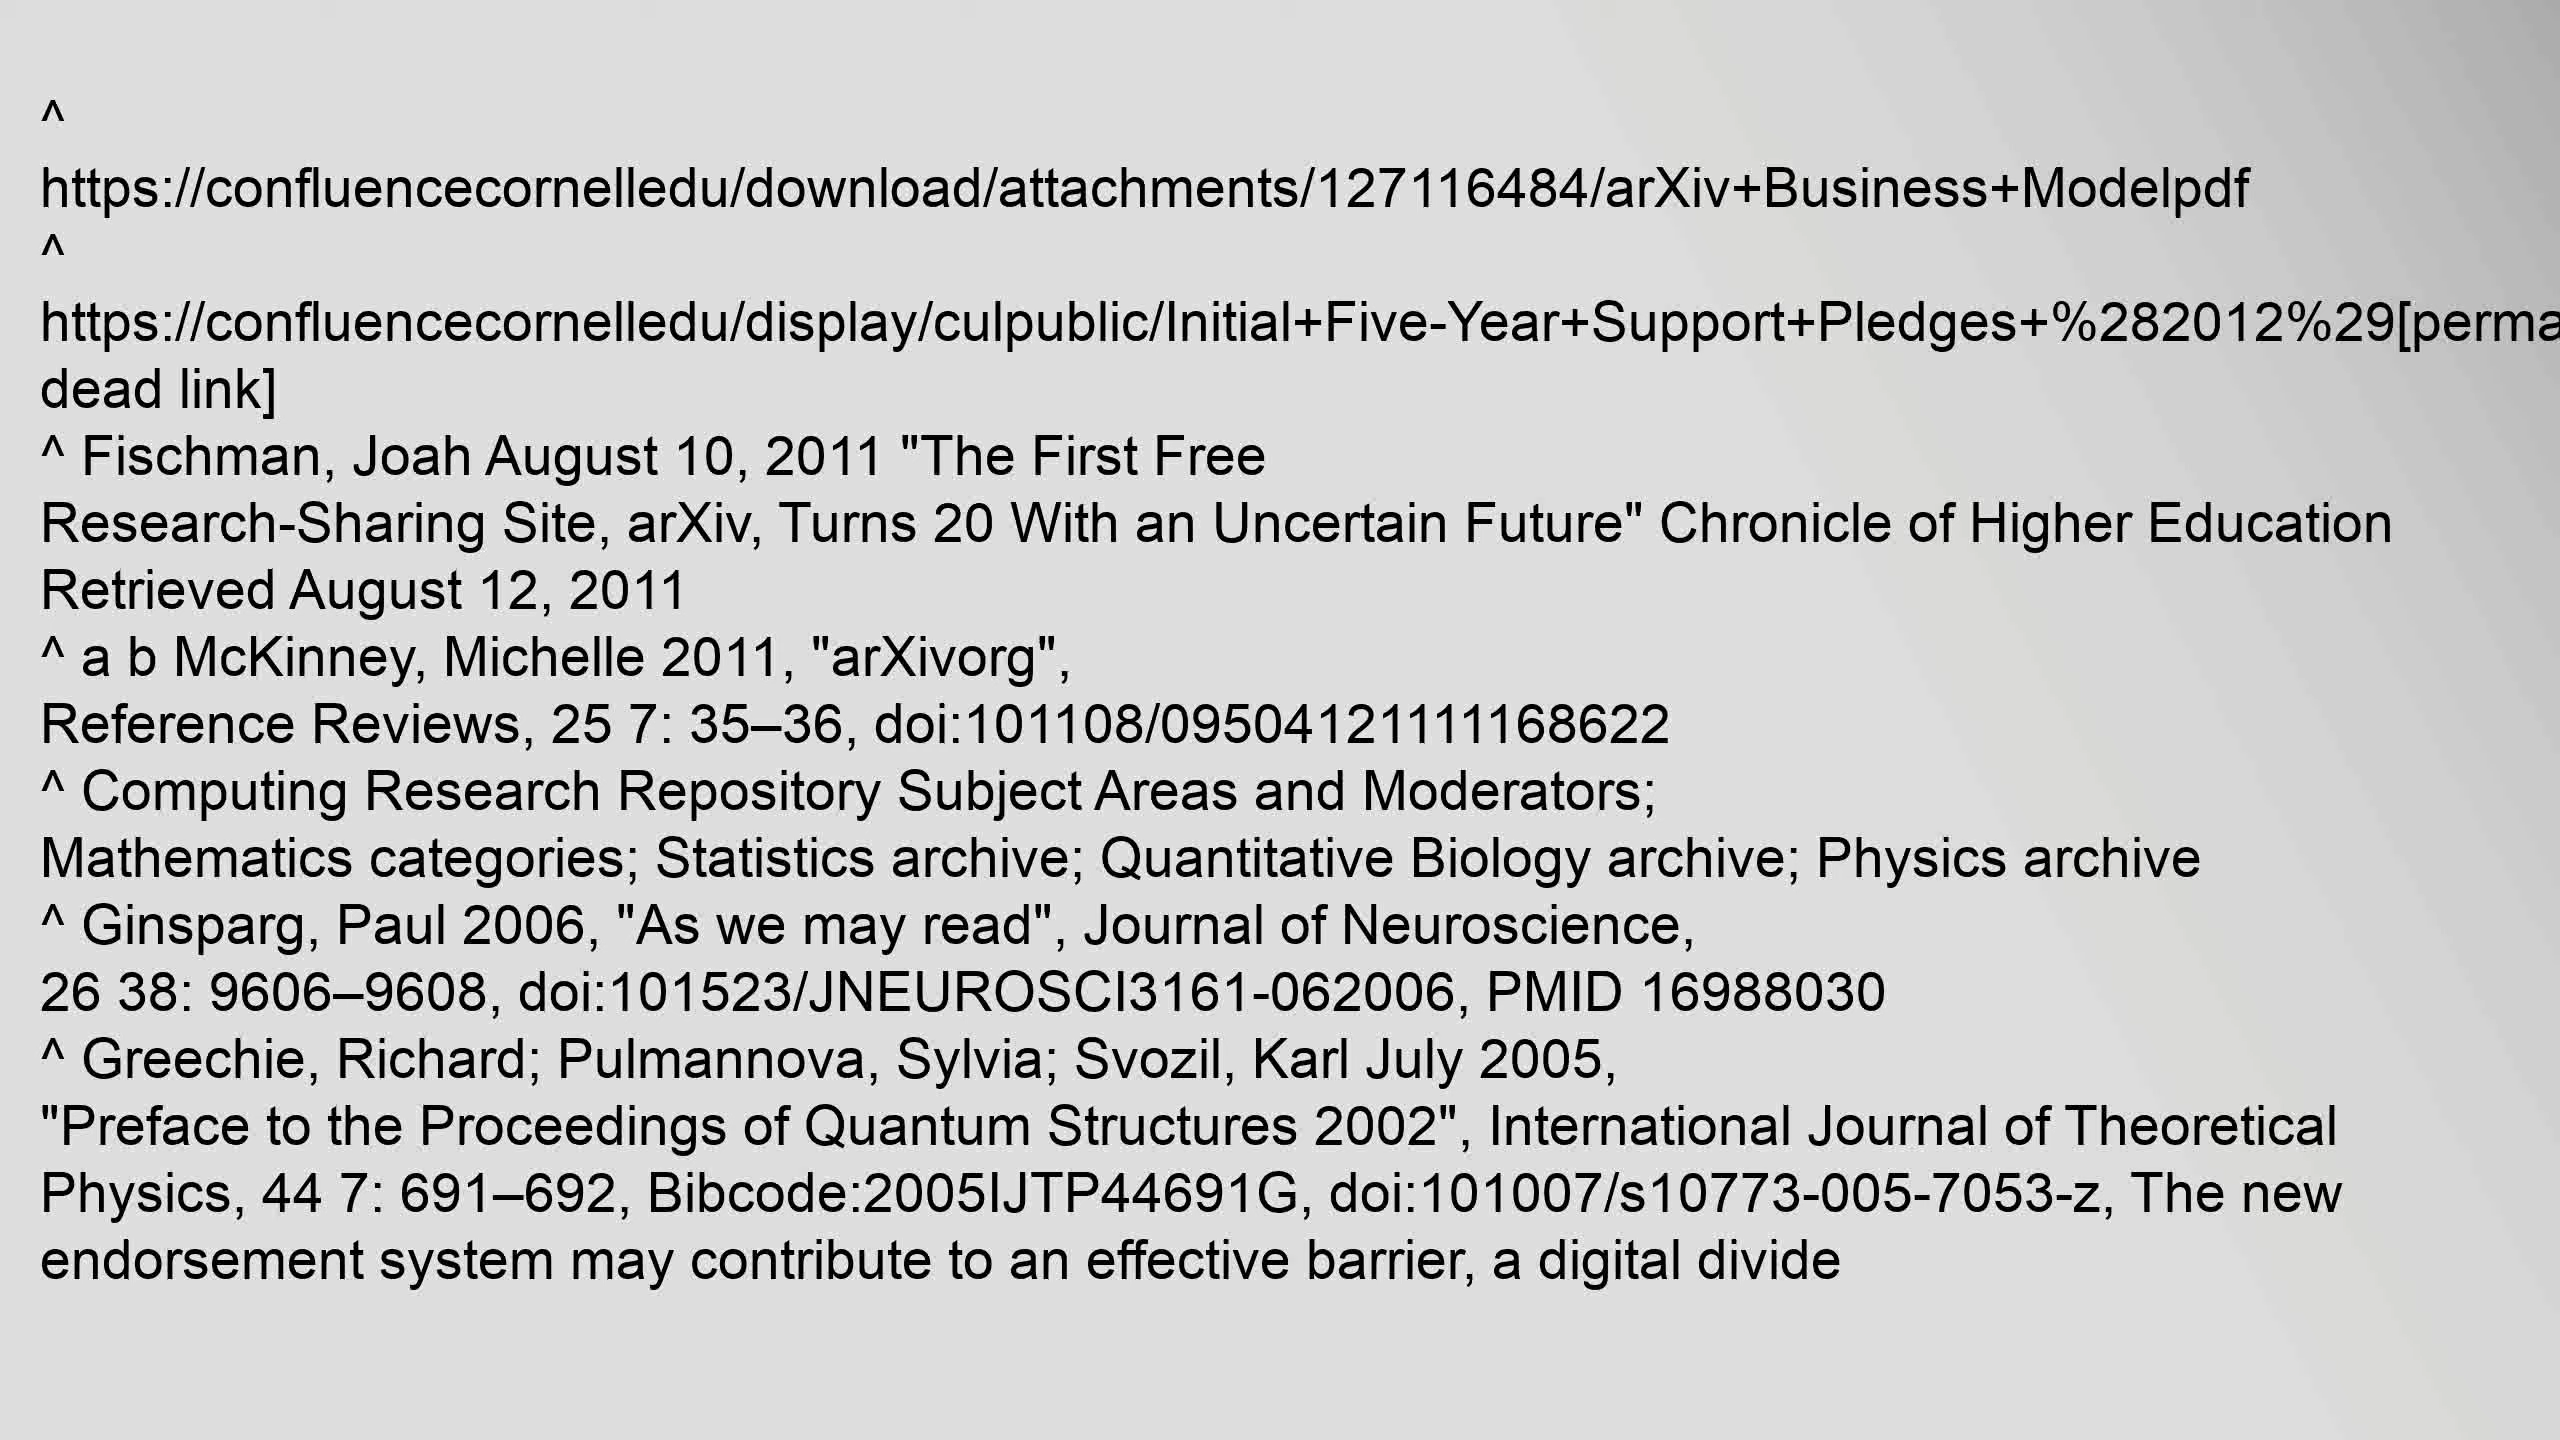 ^
https://confluencecornelledu/download/attachments/127116484/arXiv+Business+Modelpdf
^
https://confluencecornelledu/display/culpublic/Initial+Five-Year+Support+Pledges+%282012%29[perma
dead link]
^ Fischman, Joah August 10, 2011 "The First Free
Research-Sharing Site, arXiv, Turns 20 With an Uncertain Future" Chronicle of Higher Education
Retrieved August 12, 2011
^ a b McKinney, Michelle 2011, "arXivorg",
Reference Reviews, 25 7: 35–36, doi:101108/09504121111168622
^ Computing Research Repository Subject Areas and Moderators;
Mathematics categories; Statistics archive; Quantitative Biology archive; Physics archive
^ Ginsparg, Paul 2006, "As we may read", Journal of Neuroscience,
26 38: 9606–9608, doi:101523/JNEUROSCI3161-062006, PMID 16988030
^ Greechie, Richard; Pulmannova, Sylvia; Svozil, Karl July 2005,
"Preface to the Proceedings of Quantum Structures 2002", International Journal of Theoretical
Physics, 44 7: 691–692, Bibcode:2005IJTP44691G, doi:101007/s10773-005-7053-z, The new
endorsement system may contribute to an effective barrier, a digital divide